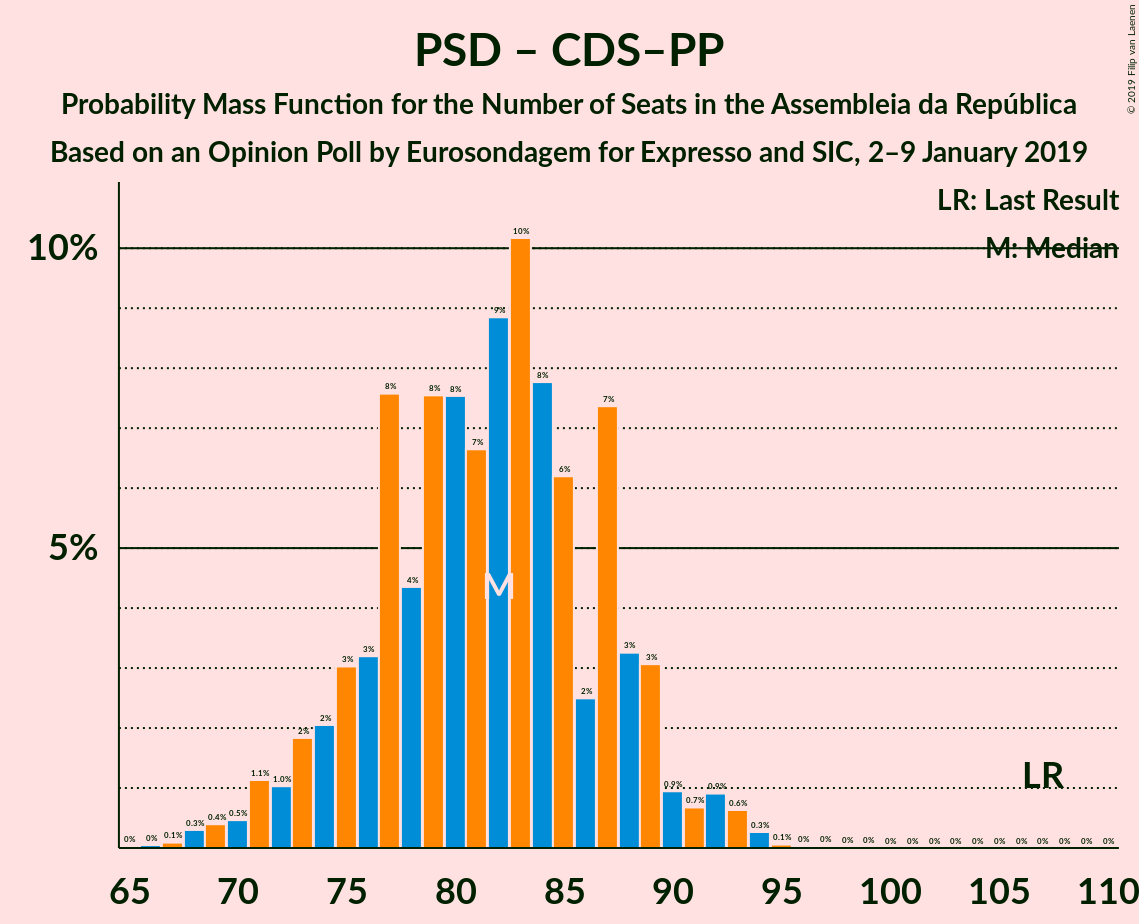 PSD – CDS–PP
Probability Mass Function for the Number of Seats in the Assembleia da República
Based on an Opinion Poll by Eurosondagem for Expresso and SIC, 2–9 January 2019
© 2019 Filip van Laenen
LR: Last Result
M: Median
10%
5%
0% 0% 0.1% 0.3% 0.4% 0.5% 1.1% 1.0% 2% 2% 3% 3% 8% 4% 8% 8% 7% 9% 10% 8% 6% 2% 7% 3% 3% 0.9% 0.7% 0.9% 0.6% 0.3% 0.1% 0% 0% 0% 0% 0% 0% 0% 0% 0% 0% 0% 0% 0% 0% 0%
M
LR
65 70 75 80 85 90 95 100 105 110